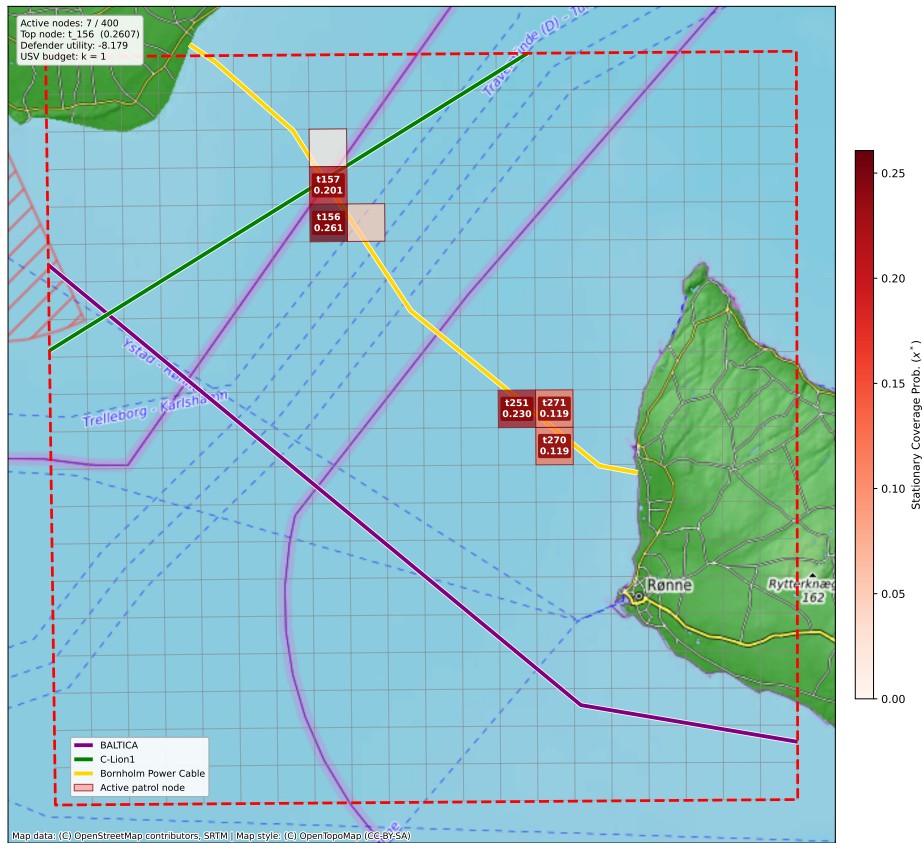 Active nodes: 7 / 400
Top node: t_156 (0.2607)
Defender utility: -8.179
USV budget: k = 1
t157
0.201
t156
0.261
t251
0.230
t271
0.119
t270
0.119
Trelleborg - Karlshamn
Rønne
162
BALTICA
C-Lion1
Bornholm Power Cable
Active patrol node
Map data: (C) OpenStreetMap contributors, SRTM | Map style: (C) OpenTopoMap (CC-BY-SA)
0.25
0.20
0.15
0.10
0.05
0.00
Stationary Coverage Prob. (x*)